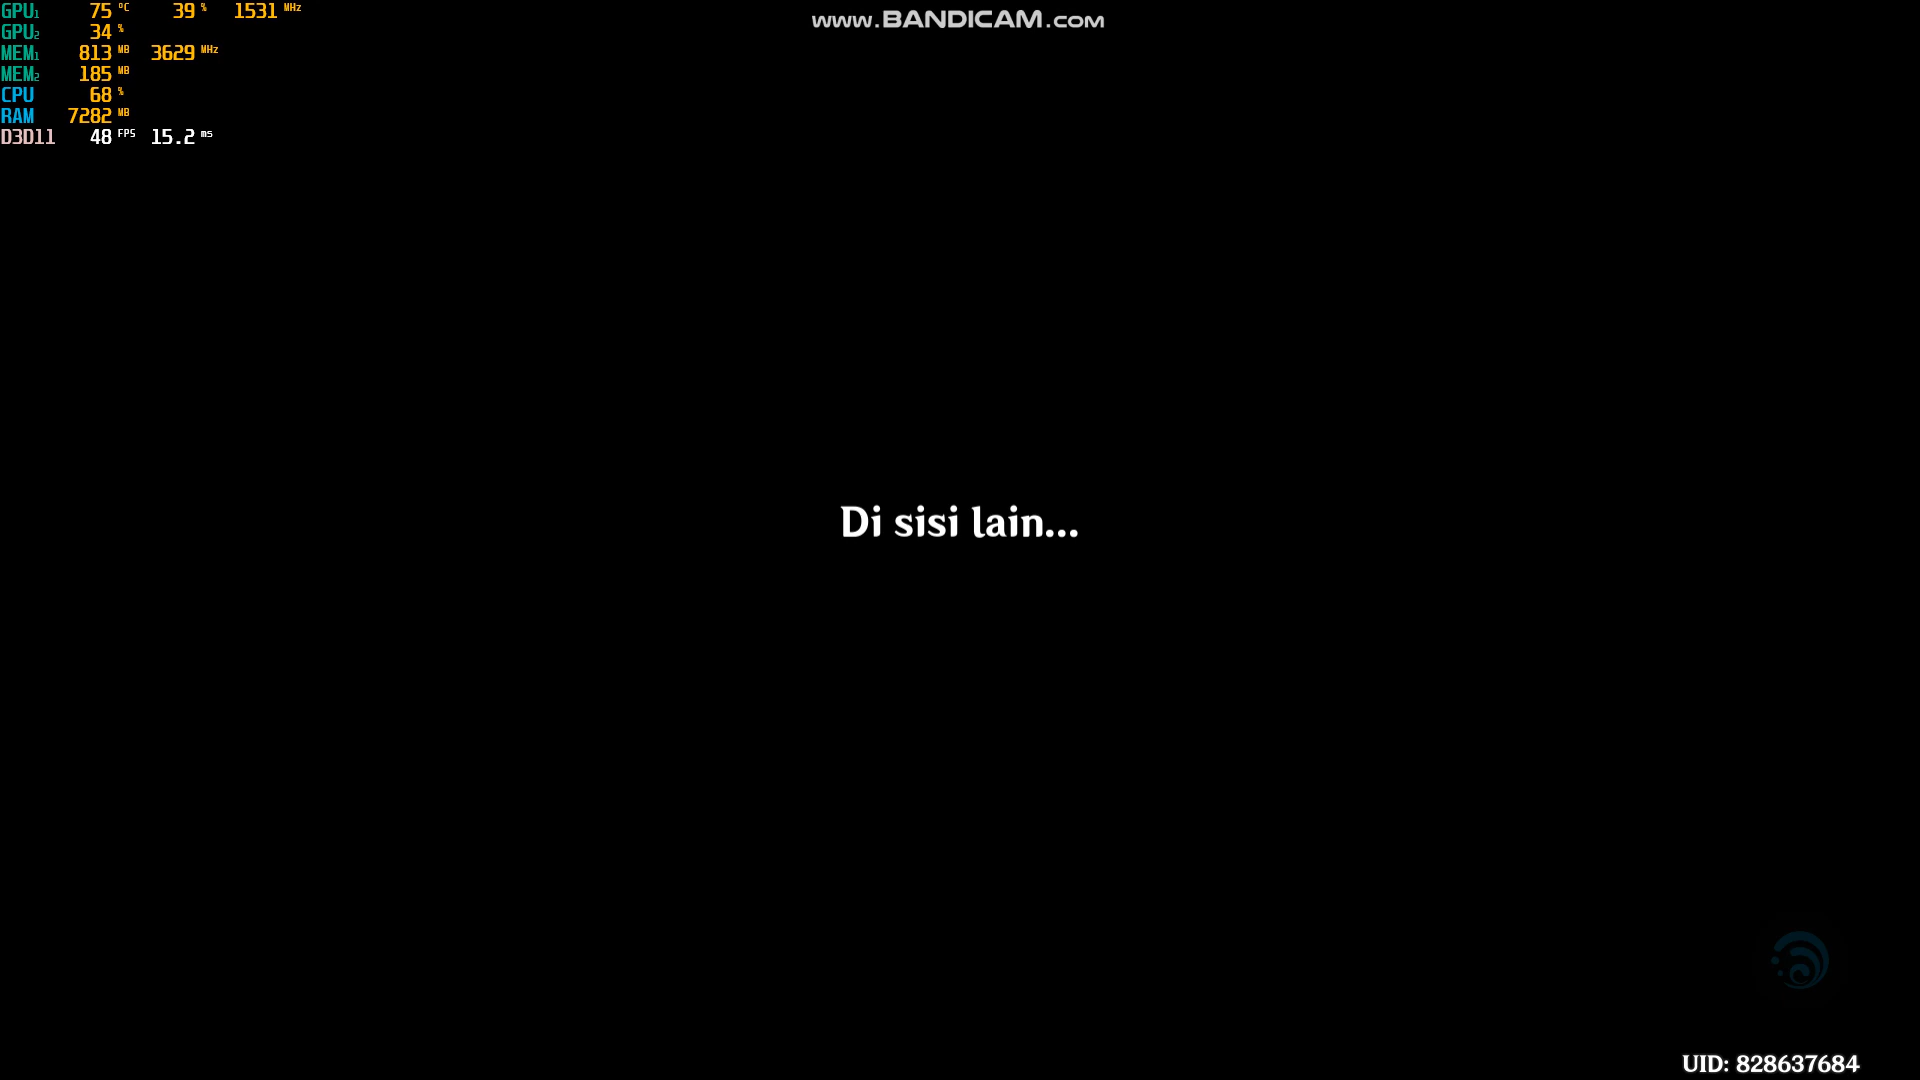 GPU1 75 °C 39 % 1531 MHz
GPU2 34 %
MEM1 813 MB 3629 MHz
MEM2 185 MB
CPU 68 %
RAM 7282 MB
D3D11 48 FPS 15.2 ms
www.BANDICAM.com
Di sisi lain...
UID: 828637684